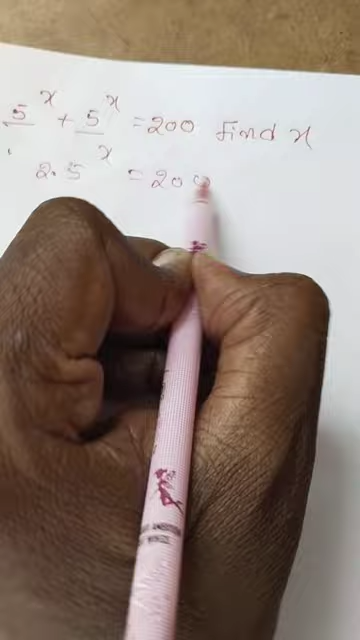 5^x + 5^x = 200 find x
2.5^x = 200